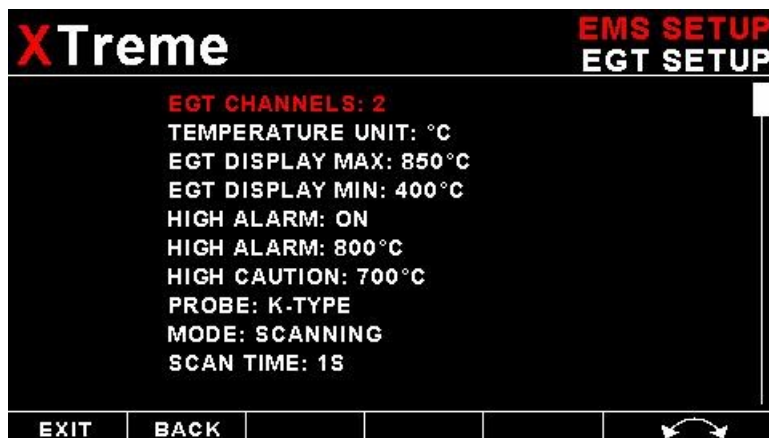 XTreme
EMS SETUP
EGT SETUP
EGT CHANNELS: 2
TEMPERATURE UNIT: °C
EGT DISPLAY MAX: 850°C
EGT DISPLAY MIN: 400°C
HIGH ALARM: ON
HIGH ALARM: 800°C
HIGH CAUTION: 700°C
PROBE: K-TYPE
MODE: SCANNING
SCAN TIME: 1S
EXIT BACK